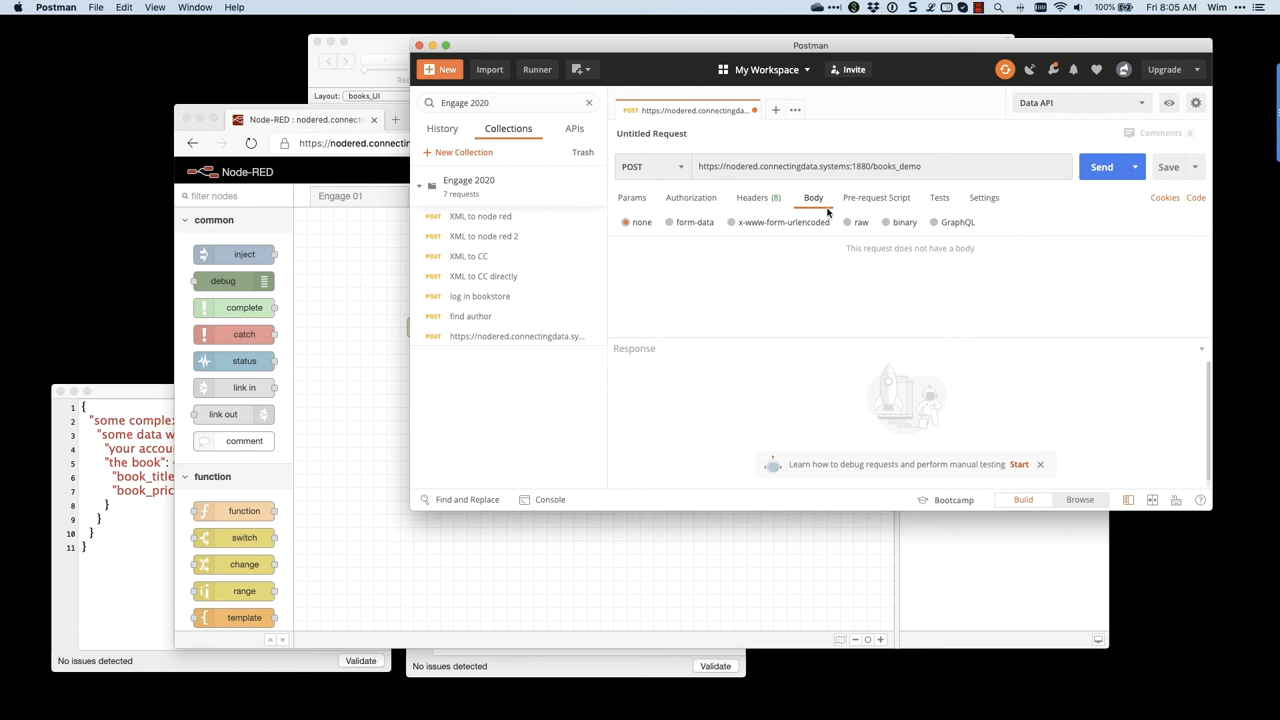 Postman File Edit View Window Help 100% Fri 8:05 AM Wim
Layout: books_UI
Postman
New Import Runner My Workspace Invite Upgrade
Engage 2020
History Collections APIs
+ New Collection Trash
Engage 2020
7 requests
POST XML to node red
POST XML to node red 2
POST XML to CC
POST XML to CC directly
POST log in bookstore
POST find author
POST https://nodered.connectingdata.sy...
POST https://nodered.connectingda...
Data API
Untitled Request
Comments 0
POST https://nodered.connectingdata.systems:1880/books_demo Send Save
Params Authorization Headers (8) Body Pre-request Script Tests Settings Cookies Code
none form-data x-www-form-urlencoded raw binary GraphQL
This request does not have a body
Response
Learn how to debug requests and perform manual testing Start
Find and Replace Console Bootcamp Build Browse
Node-RED : nodered.connecti
https://nodered.connecting
Node-RED
filter nodes Engage 01
common
inject
debug
complete
catch
status
link in
link out
comment
function
function
switch
change
range
template
1 {
2 "some comple
3 "some data w
4 "your accou
5 "the book":
6 "book_title
7 "book_pric
8 }
9 }
10 }
11 }
No issues detected Validate
No issues detected Validate